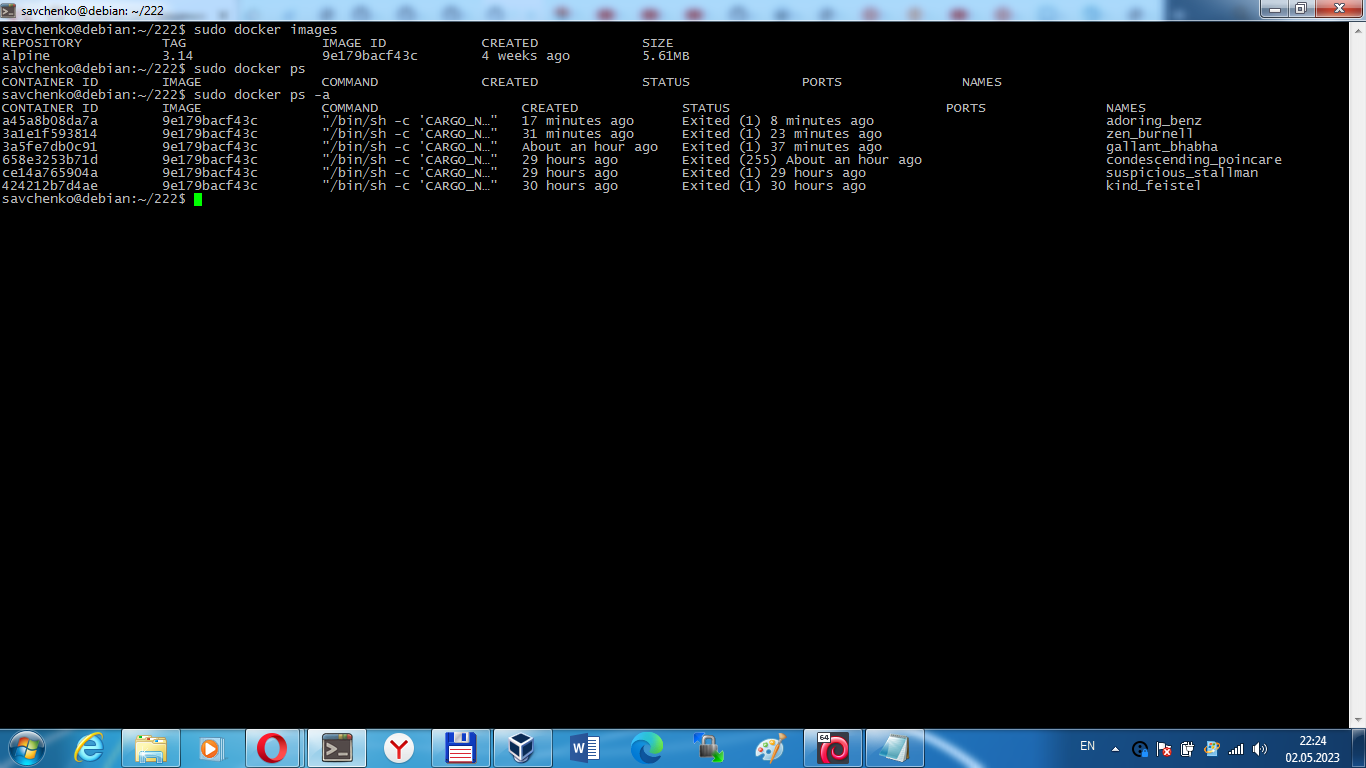 savchenko@debian: ~/222
savchenko@debian:~/222$ sudo docker images
REPOSITORY TAG IMAGE ID CREATED SIZE
alpine 3.14 9e179bacf43c 4 weeks ago 5.61MB
savchenko@debian:~/222$ sudo docker ps
CONTAINER ID IMAGE COMMAND CREATED STATUS PORTS NAMES
savchenko@debian:~/222$ sudo docker ps -a
CONTAINER ID IMAGE COMMAND CREATED STATUS PORTS NAMES
a45a8b08da7a 9e179bacf43c "/bin/sh -c 'CARGO_N…" 17 minutes ago Exited (1) 8 minutes ago adoring_benz
3a1e1f593814 9e179bacf43c "/bin/sh -c 'CARGO_N…" 31 minutes ago Exited (1) 23 minutes ago zen_burnell
3a5fe7db0c91 9e179bacf43c "/bin/sh -c 'CARGO_N…" About an hour ago Exited (1) 37 minutes ago gallant_bhabha
658e3253b71d 9e179bacf43c "/bin/sh -c 'CARGO_N…" 29 hours ago Exited (255) About an hour ago condescending_poincare
ce14a765904a 9e179bacf43c "/bin/sh -c 'CARGO_N…" 29 hours ago Exited (1) 29 hours ago suspicious_stallman
424212b7d4ae 9e179bacf43c "/bin/sh -c 'CARGO_N…" 30 hours ago Exited (1) 30 hours ago kind_feistel
savchenko@debian:~/222$
64
EN
22:24
02.05.2023